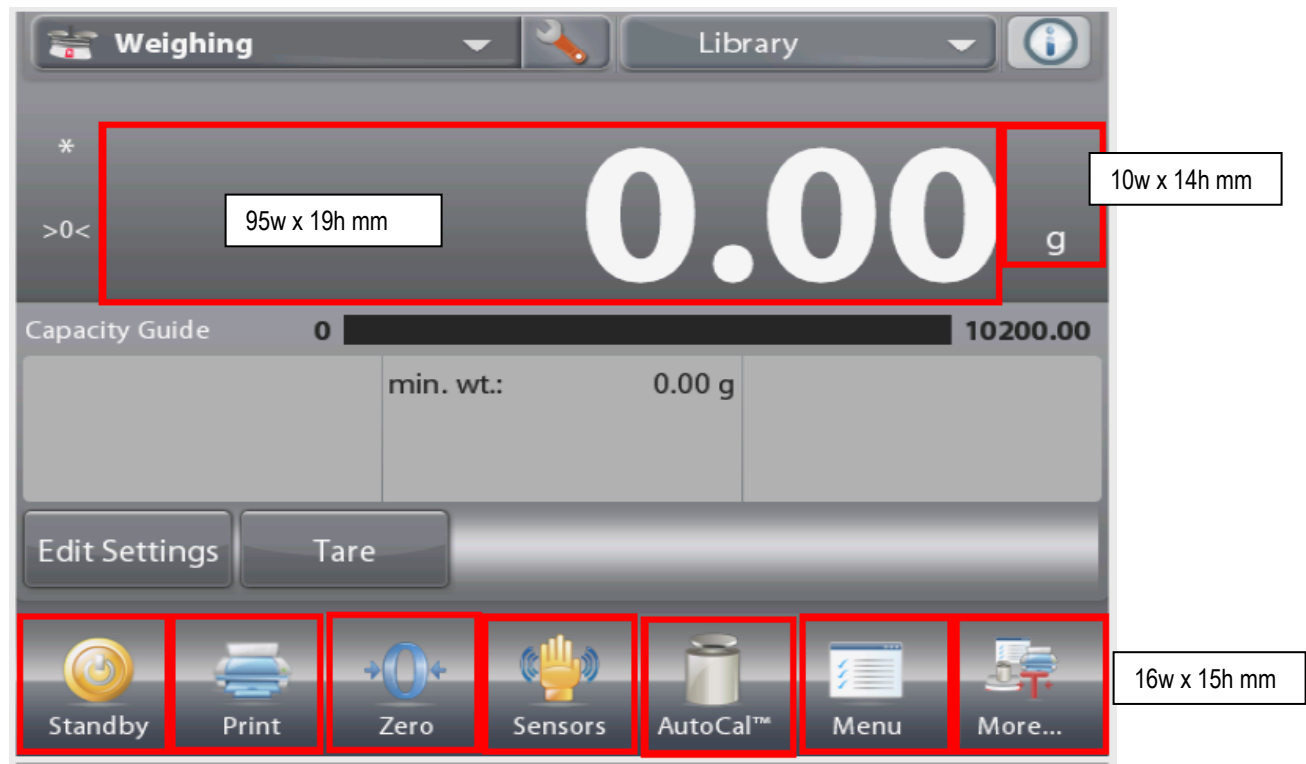 Weighing Library
*
10w x 14h mm
0.00
95w x 19h mm
>0<
g
Capacity Guide 0 10200.00
min. wt.: 0.00 g
Edit Settings Tare
16w x 15h mm
Standby Print Zero Sensors AutoCal™ Menu More...